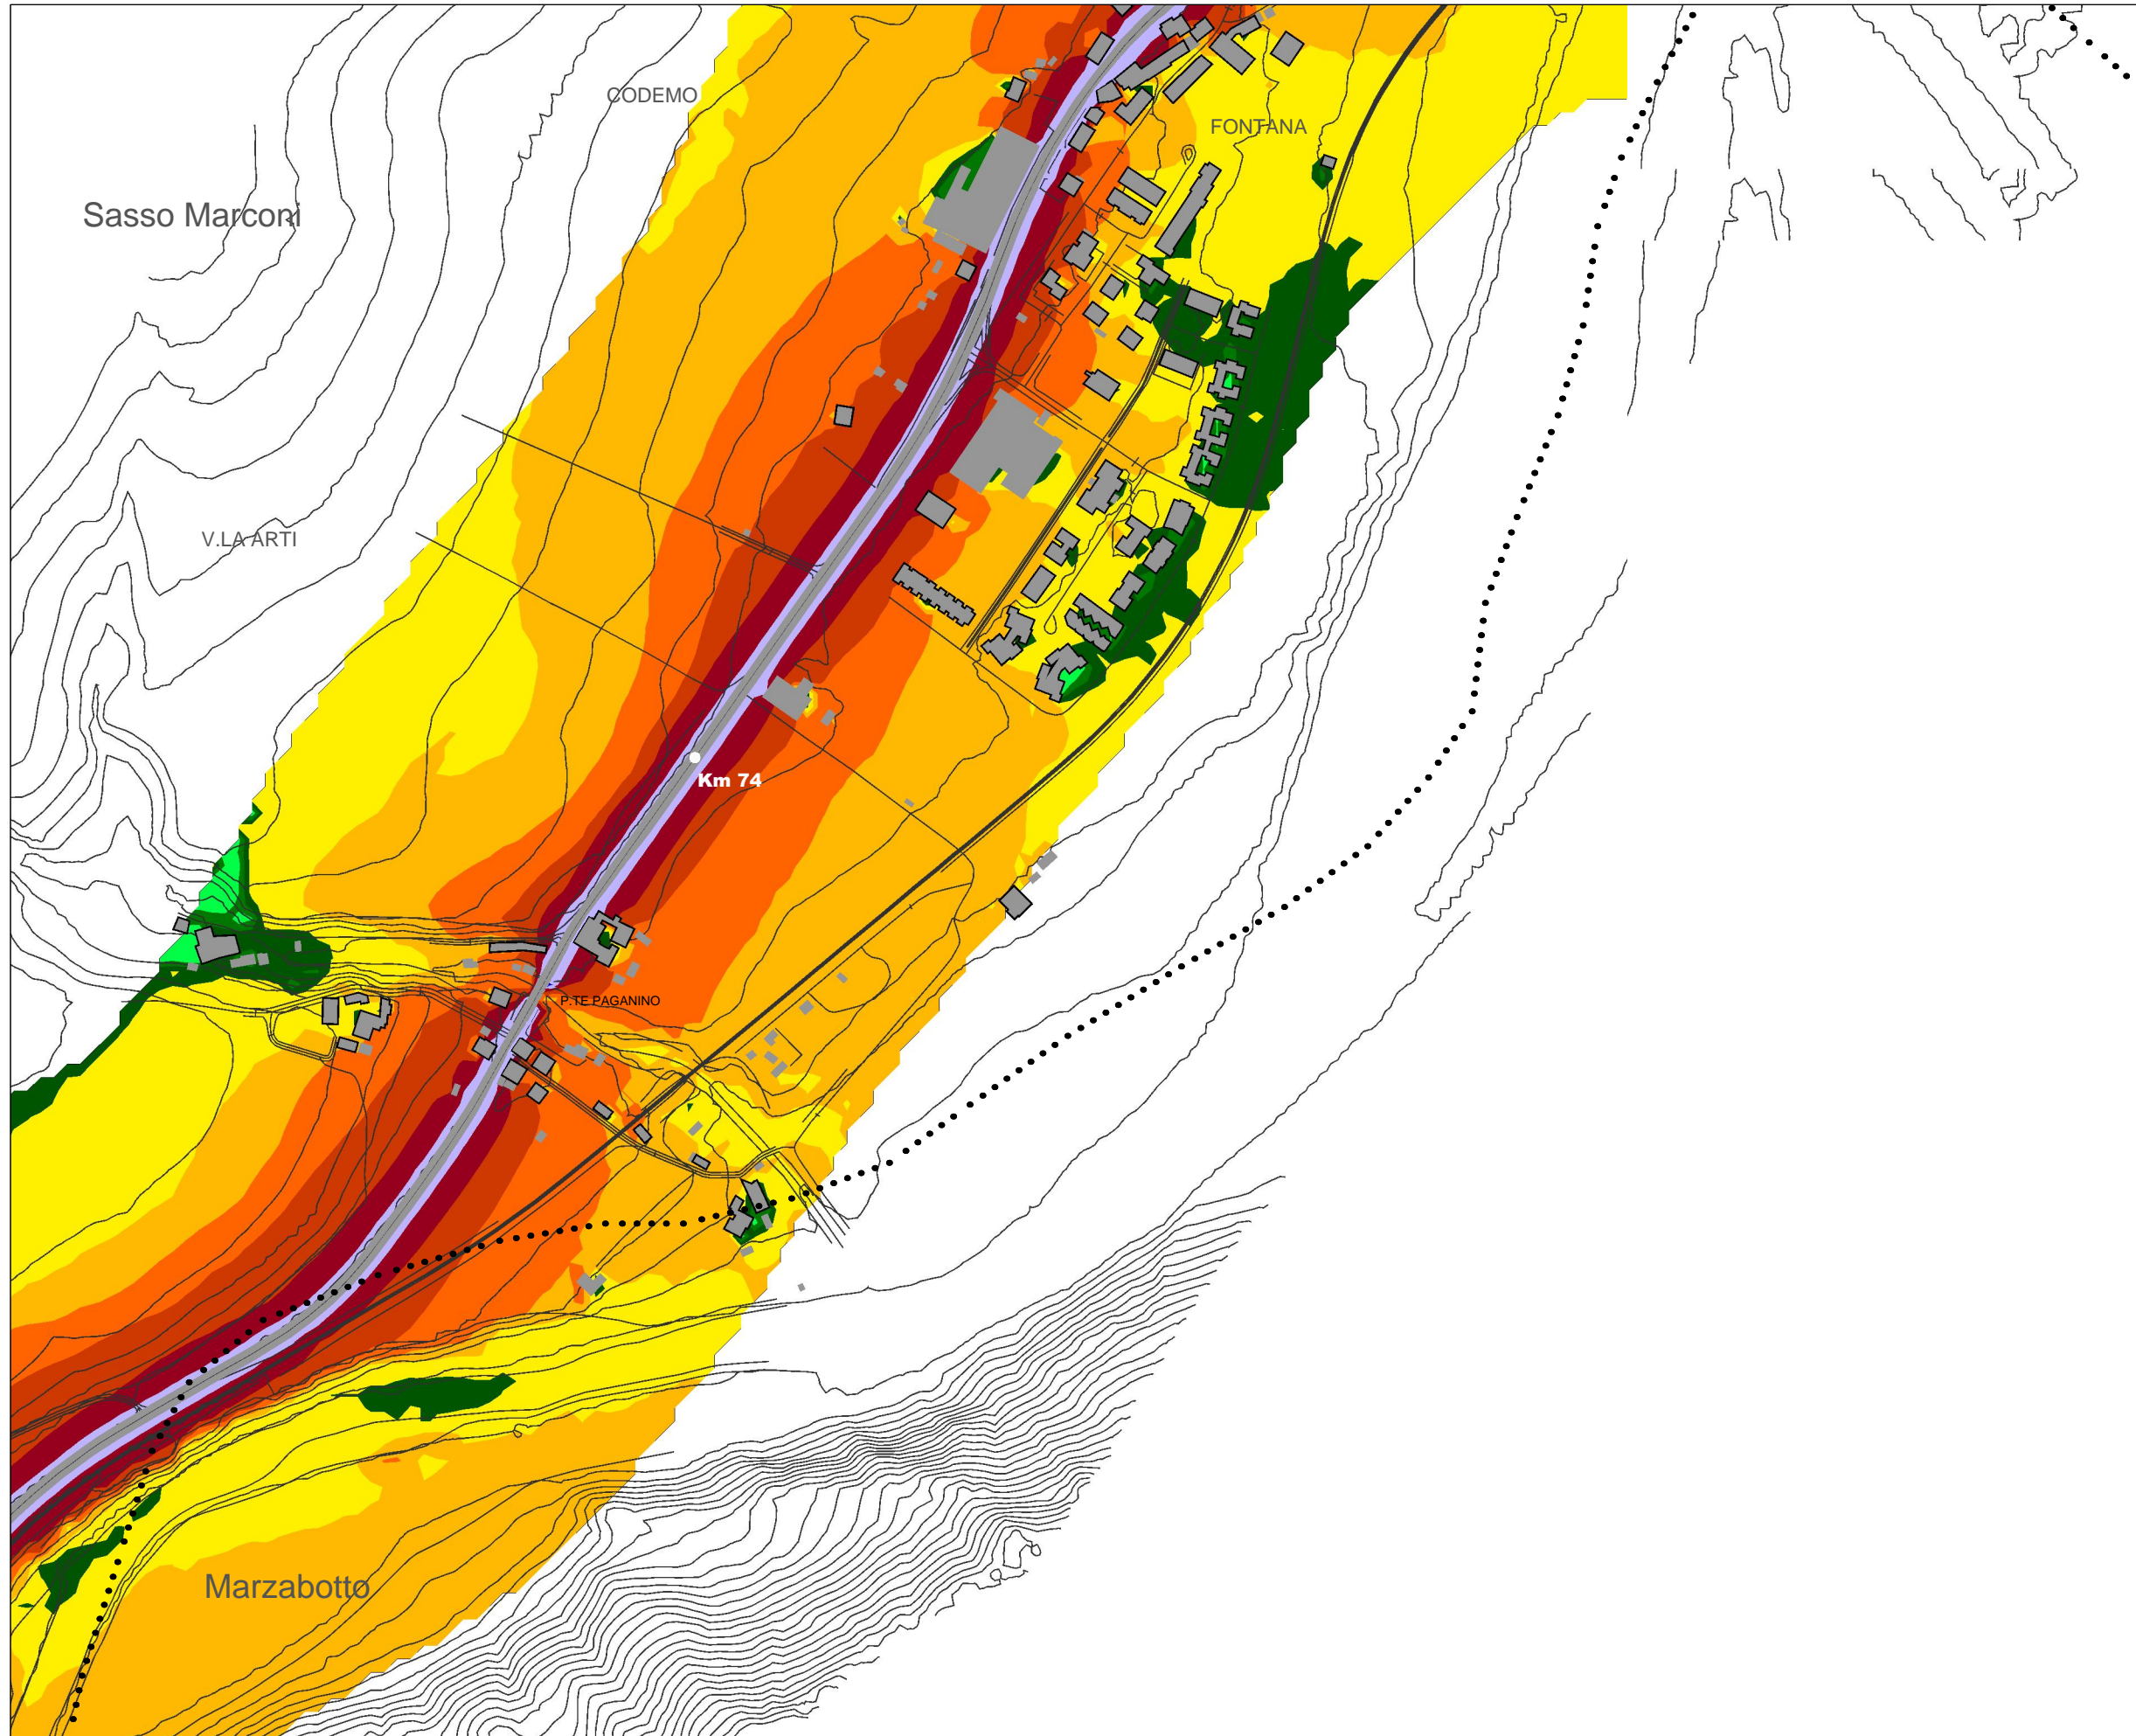 CODEMO
FONTANA
Sasso Marconi
V.LA ARTI
Km 74
P.TE PAGANINO
Marzabotto